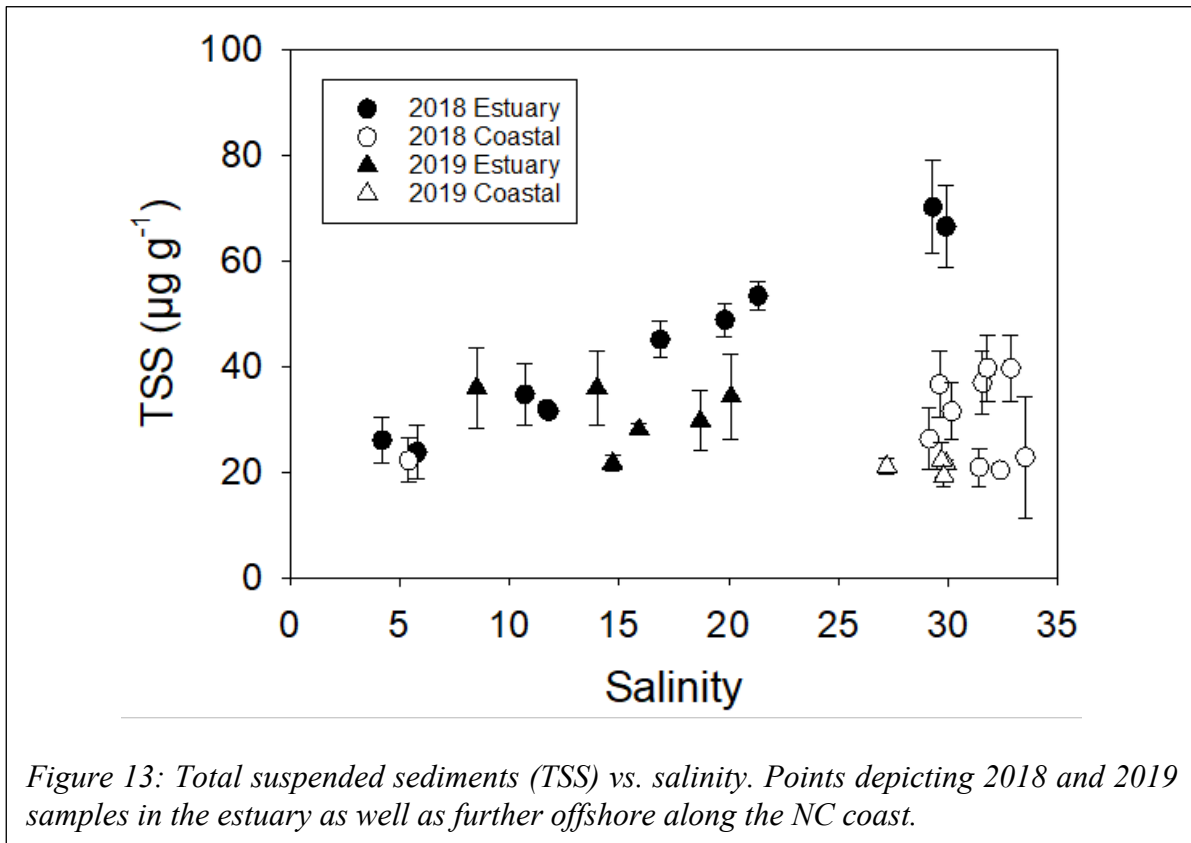 100
80
60
40
20
0
TSS (µg g⁻¹)
2018 Estuary
2018 Coastal
2019 Estuary
2019 Coastal
0 5 10 15 20 25 30 35
Salinity
Figure 13: Total suspended sediments (TSS) vs. salinity. Points depicting 2018 and 2019
samples in the estuary as well as further offshore along the NC coast.